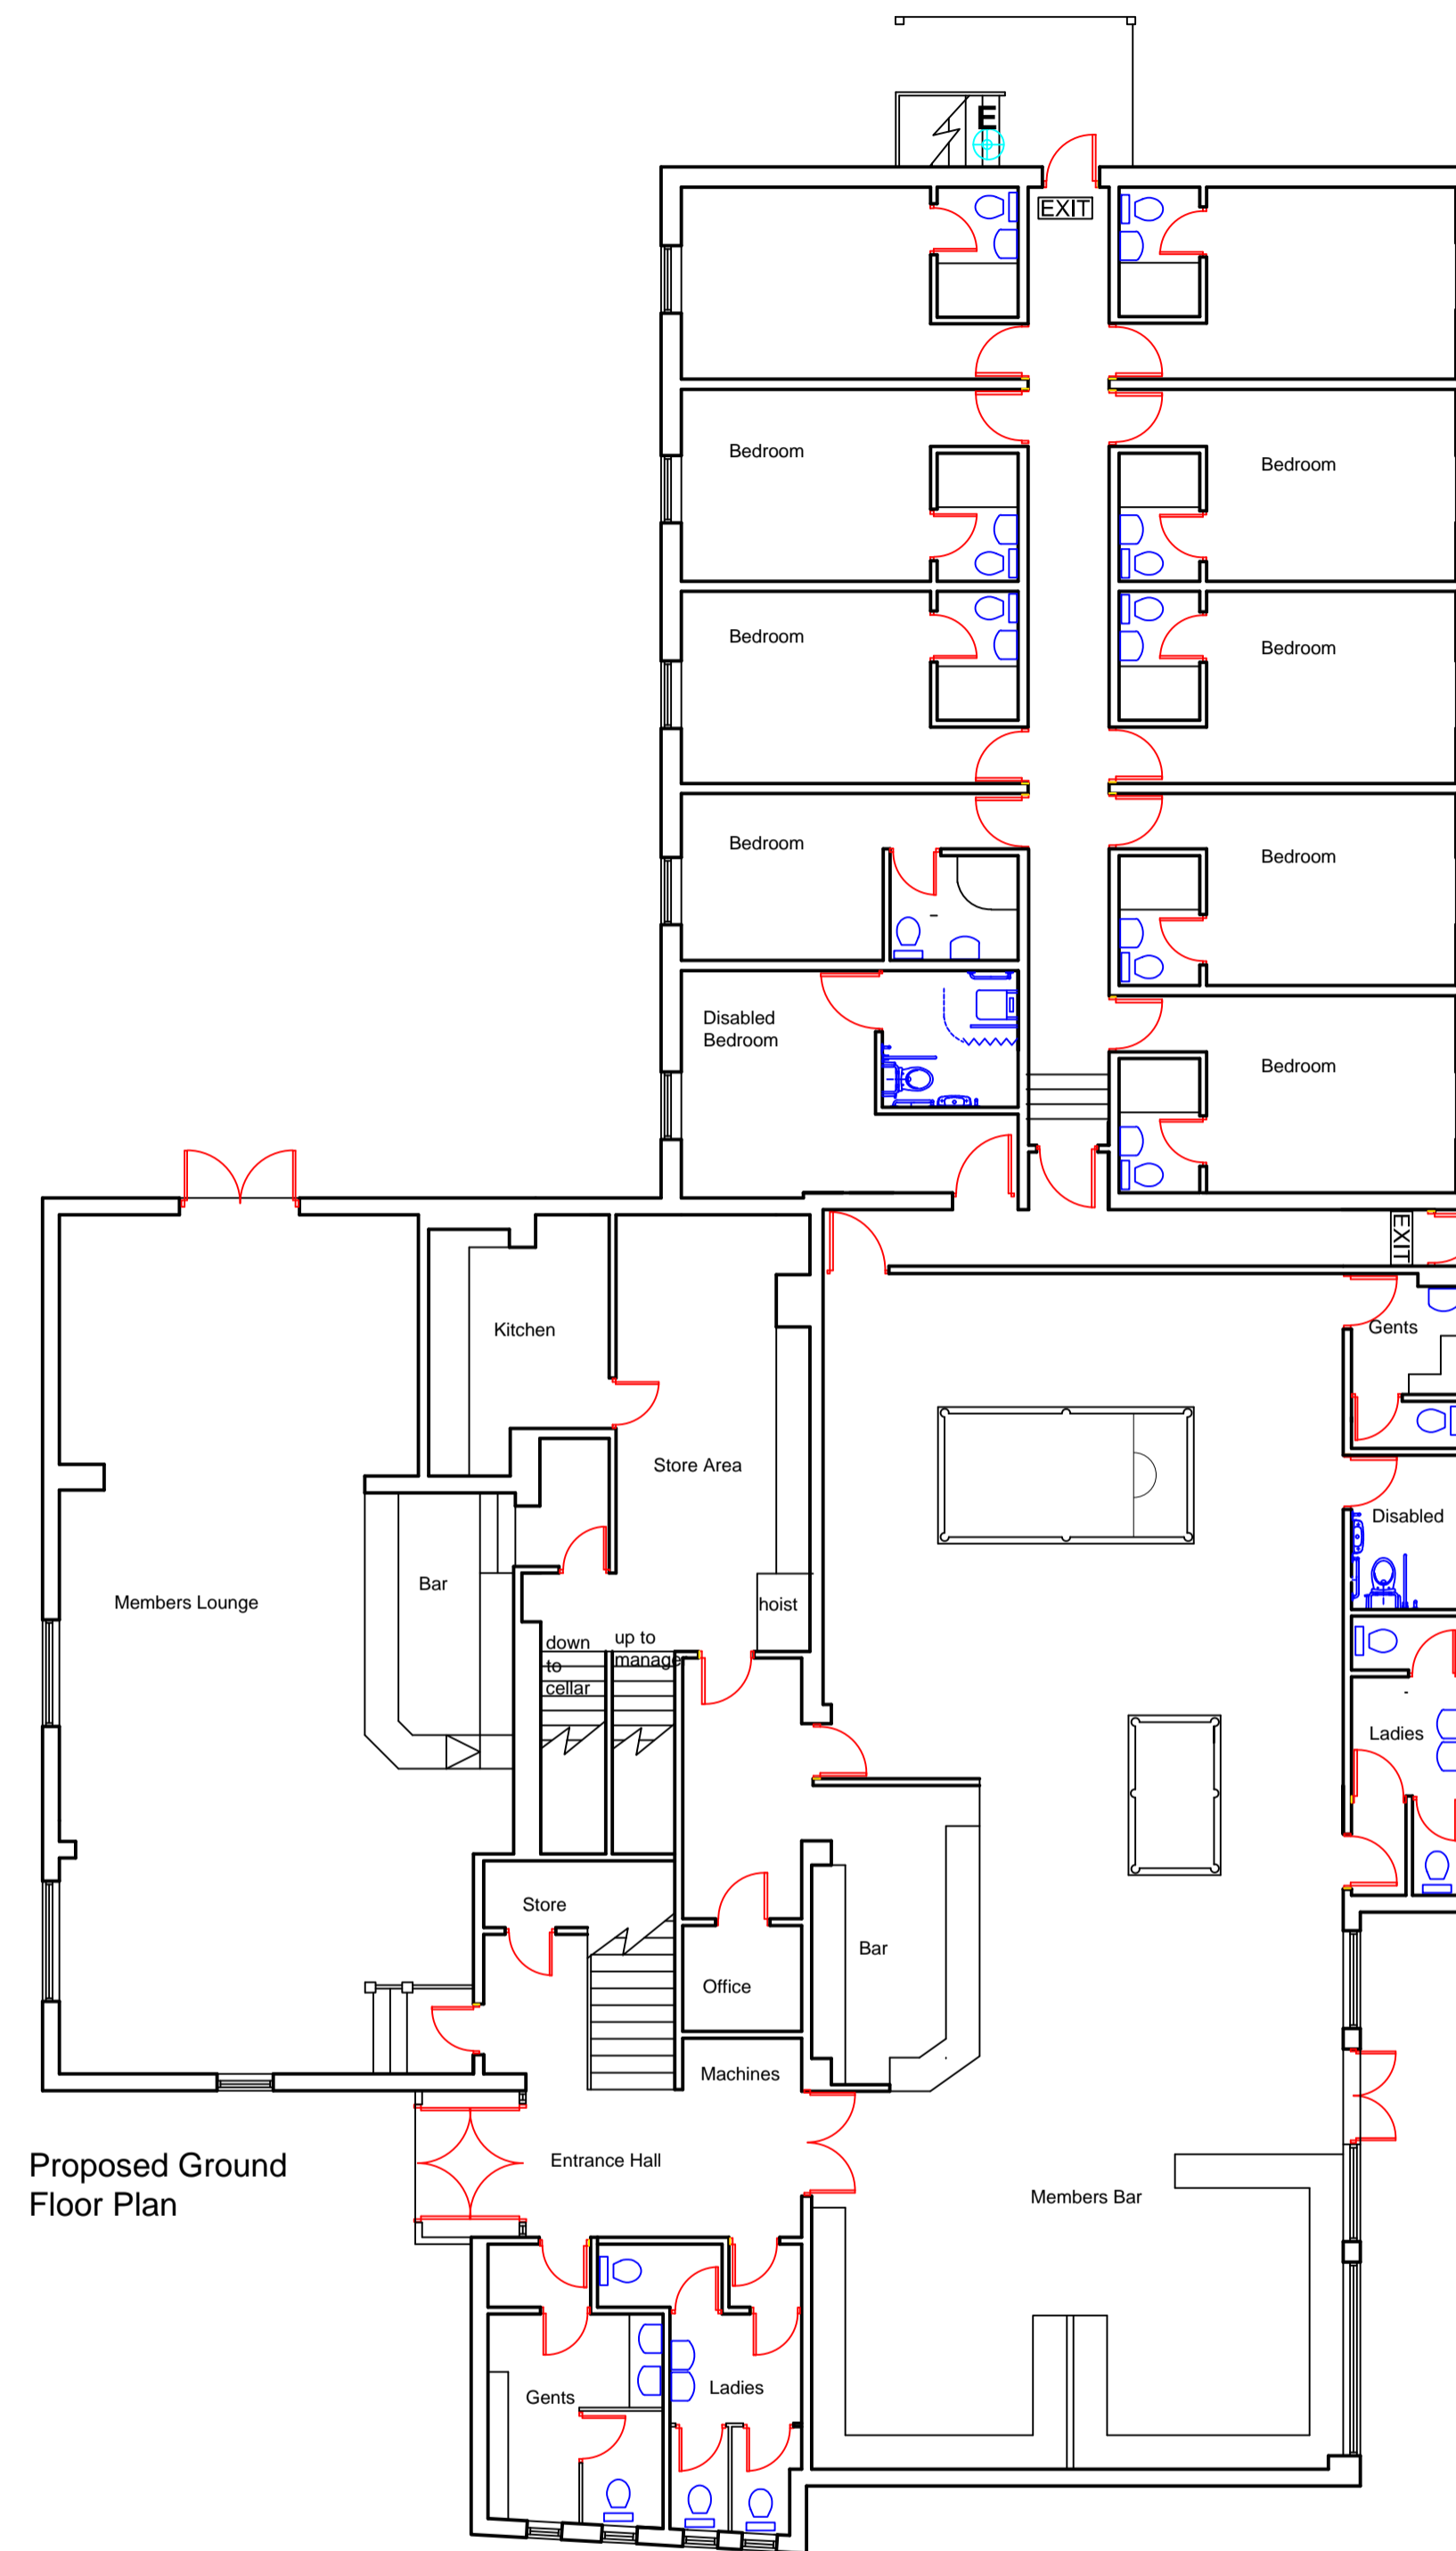 E
EXIT
Bedroom
Bedroom
Bedroom
Bedroom
Bedroom
Bedroom
Disabled
Bedroom
Bedroom
EXIT
Kitchen
Gents
Store Area
Disabled
Bar
Members Lounge
hoist
down
to
cellar
up to
manage
Ladies
Store
Bar
Office
Machines
Entrance Hall
Members Bar
Proposed Ground
Floor Plan
Gents
Ladies